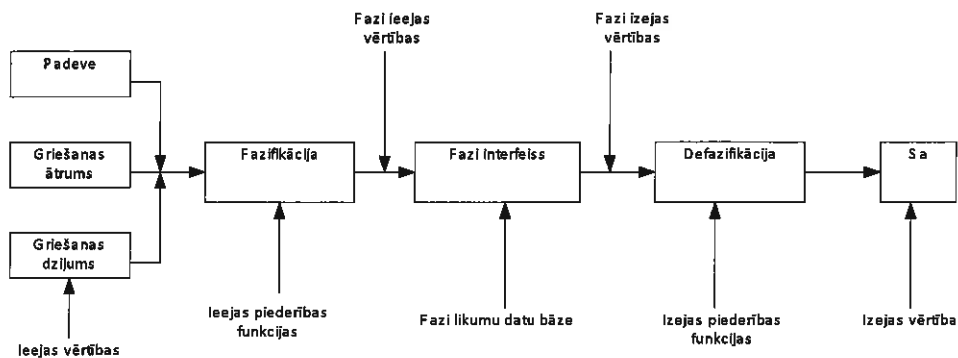 Fazi ieejas
vērtības
Fazi izejas
vērtības
Padeve
Griešanas
ātrums
Fazifikācija
Fazi interfeiss
Defazifikācija
Sa
Griešanas
dziļums
Ieejas piederības
funkcijas
Fazi likumu datu bāze
Izejas piederības
funkcijas
Izejas vērtība
Ieejas vērtības